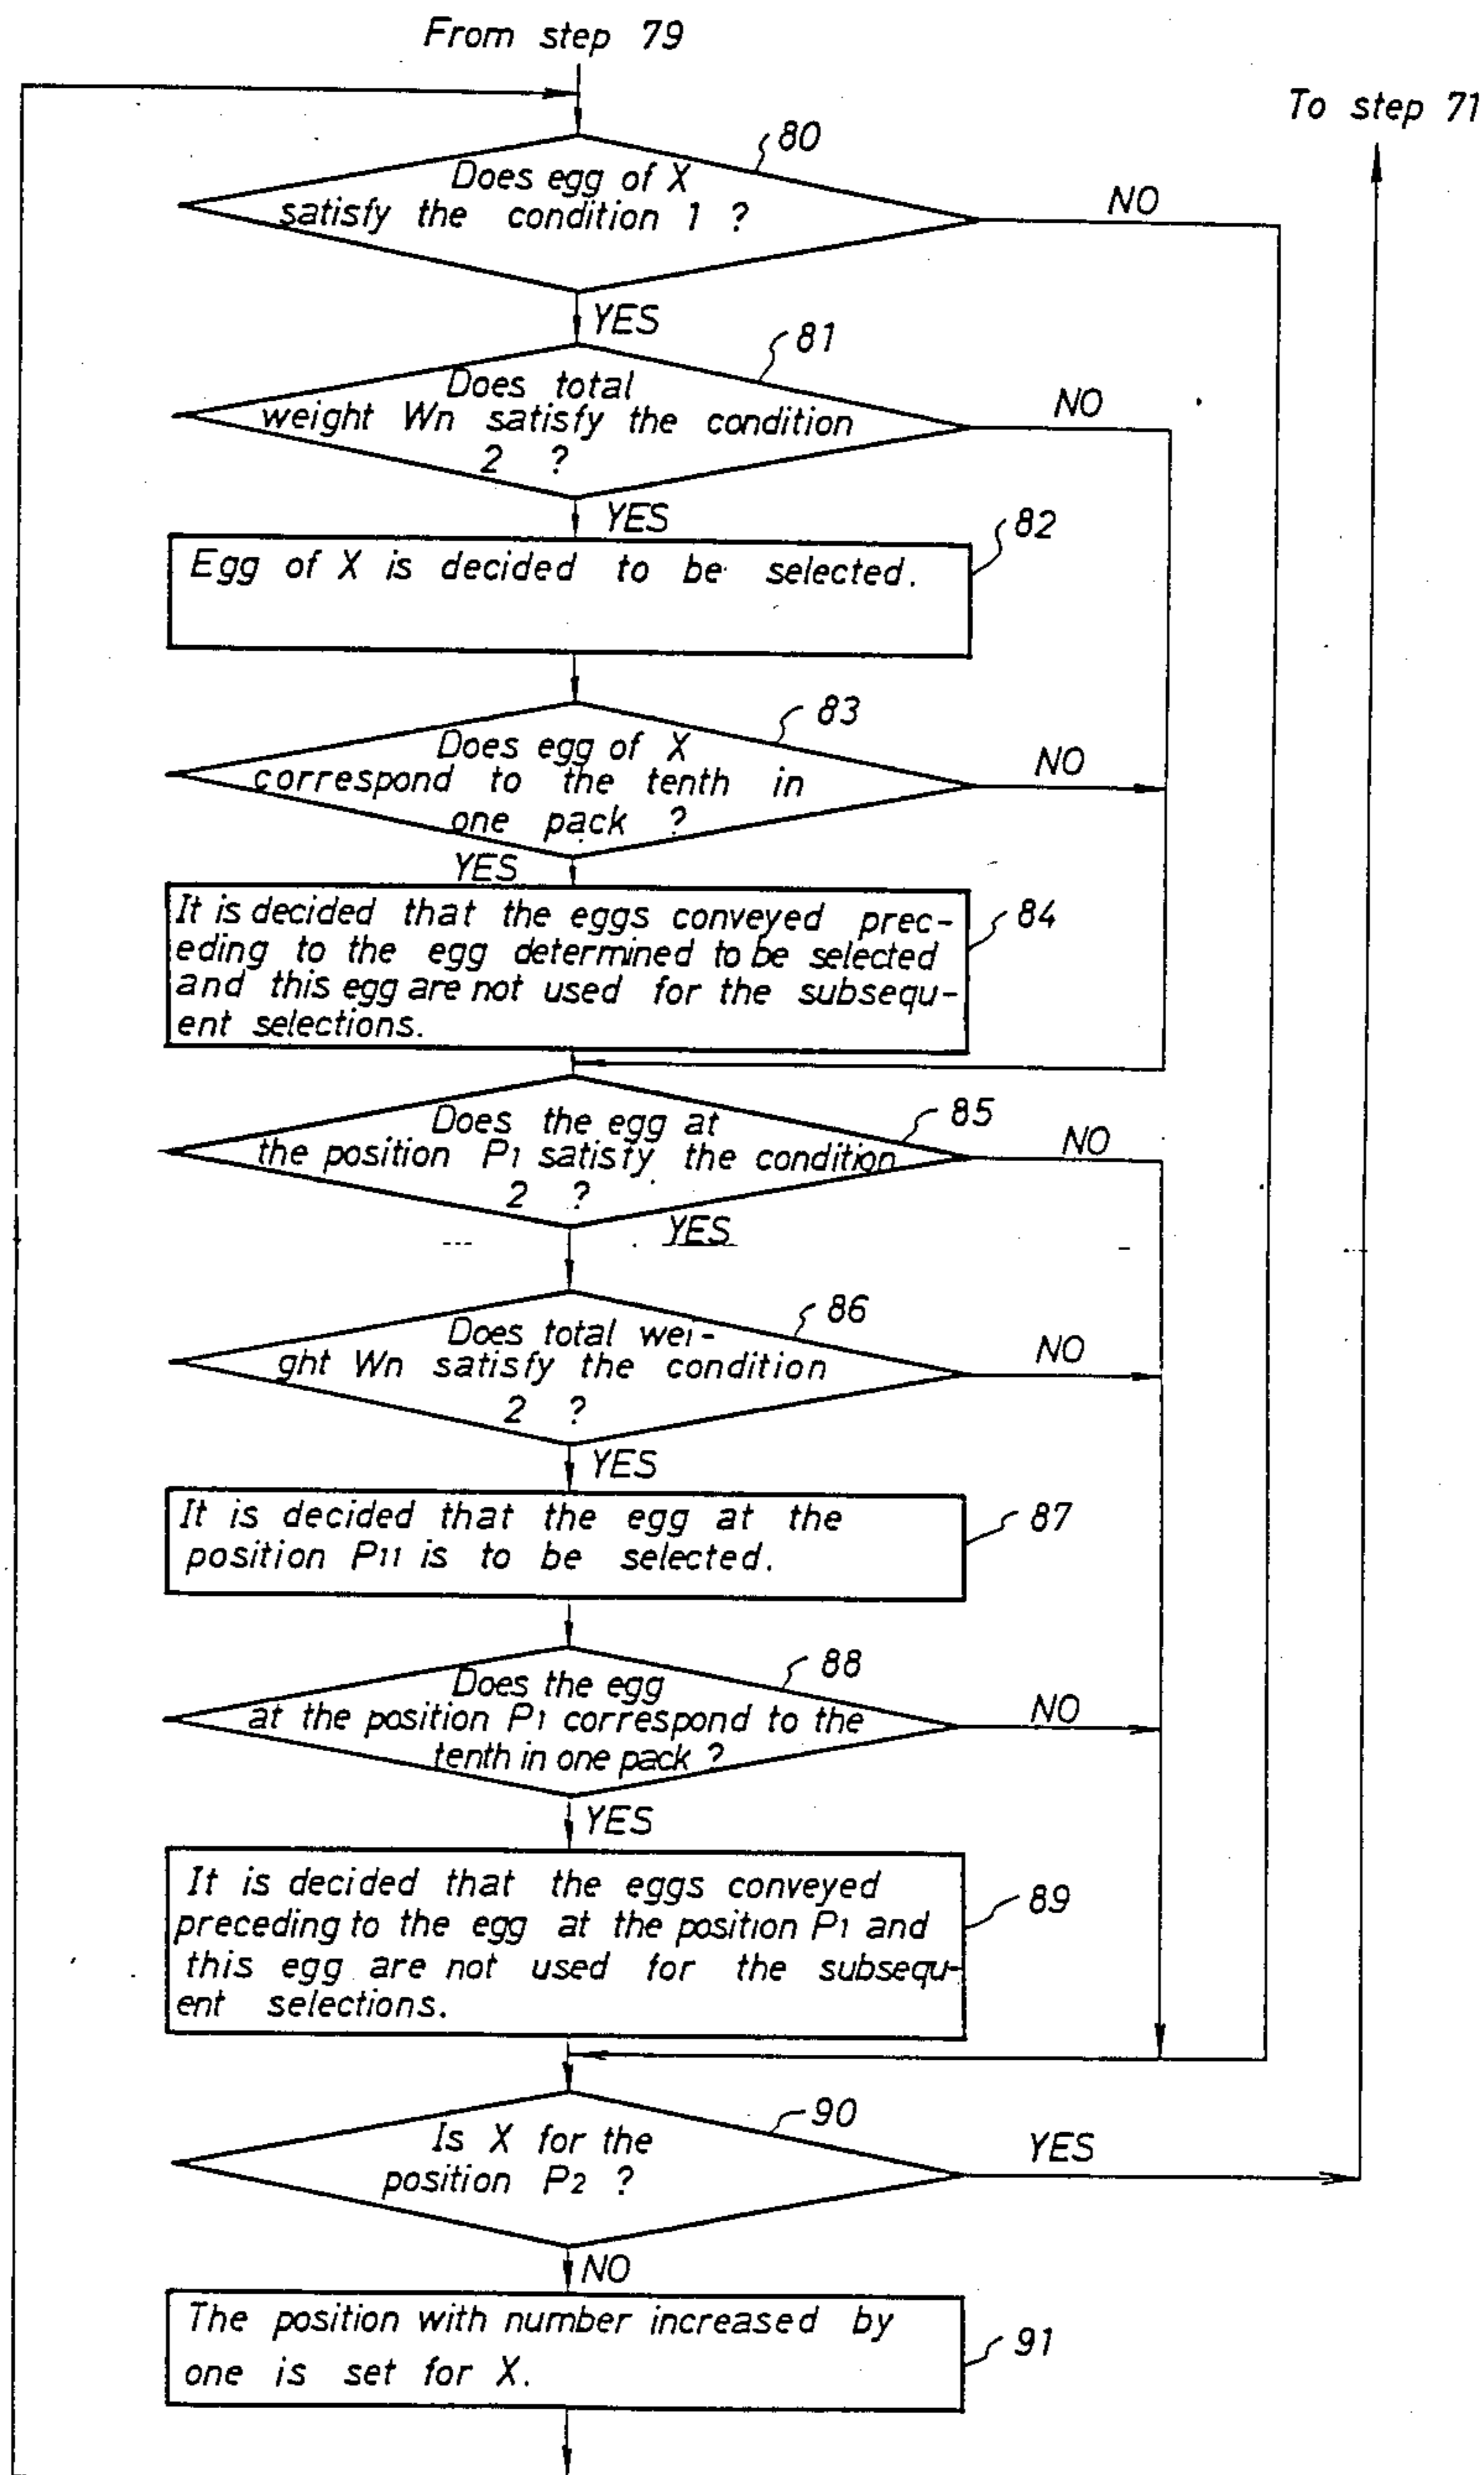 From step 79
To step 71
80
Does egg of X
satisfy the condition 1 ?
NO
YES
81
Does total
weight Wn satisfy the condition
2 ?
NO
YES
82
Egg of X is decided to be selected.
83
Does egg of X
correspond to the tenth in
one pack ?
NO
YES
84
It is decided that the eggs conveyed prec-
eding to the egg determined to be selected
and this egg are not used for the subsequ-
ent selections.
85
Does the egg at
the position P1 satisfy the condition
2 ?
NO
YES
86
Does total wei-
ght Wn satisfy the condition
2 ?
NO
YES
87
It is decided that the egg at the
position P11 is to be selected.
88
Does the egg
at the position P1 correspond to the
tenth in one pack ?
NO
YES
89
It is decided that the eggs conveyed
preceding to the egg at the position P1 and
this egg are not used for the subsequ-
ent selections.
90
Is X for the
position P2 ?
YES
NO
91
The position with number increased by
one is set for X.